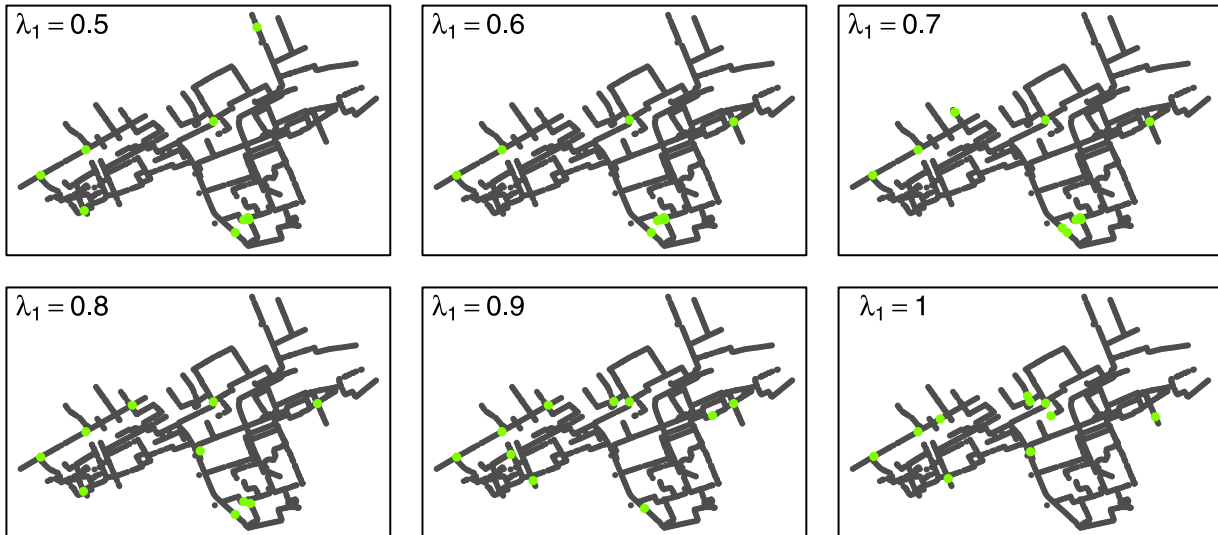 λ₁ = 0.5
λ₁ = 0.6
λ₁ = 0.7
λ₁ = 0.8
λ₁ = 0.9
λ₁ = 1